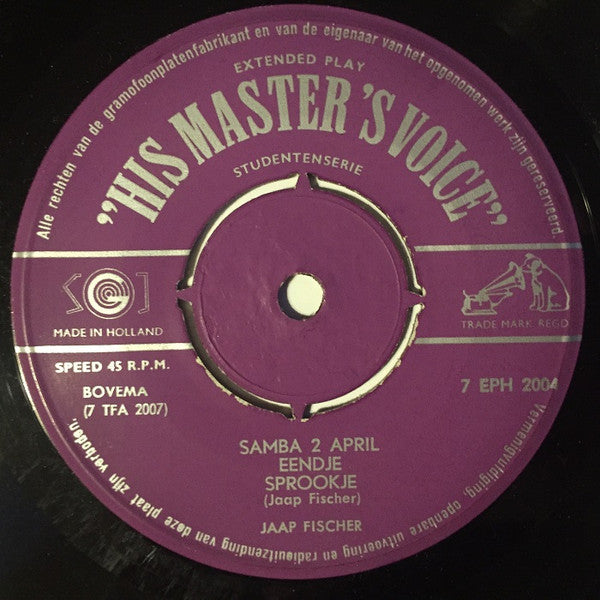 Alle rechten van de gramofoonplatenfabrikant en van de eigenaar van het opgenomen werk zijn gereserveerd.
EXTENDED PLAY
"HIS MASTER'S VOICE"
STUDENTENSERIE
MADE IN HOLLAND
TRADE MARK REGD
SPEED 45 R.P.M.
BOVEMA
(7 TFA 2007)
7 EPH 2004
SAMBA 2 APRIL
EENDJE
SPROOKJE
(Jaap Fischer)
JAAP FISCHER
Vermenigvuldiging, openbare uitvoering en radiouitzending van deze plaat zijn verboden.